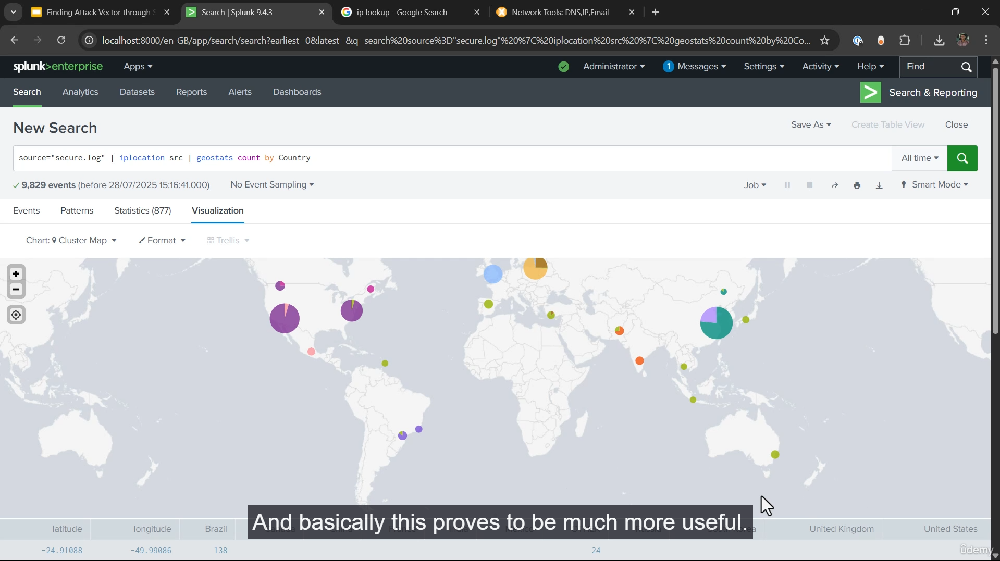 Finding Attack Vector through S
Search | Splunk 9.4.3
ip lookup - Google Search
Network Tools: DNS,IP,Email
localhost:8000/en-GB/app/search/search?earliest=0&latest=&q=search%20source%3D"secure.log"%20%7C%20iplocation%20src%20%7C%20geostats%20count%20by%20Co...
splunk>enterprise Apps
Administrator 1 Messages Settings Activity Help Find
Search Analytics Datasets Reports Alerts Dashboards
Search & Reporting
New Search
Save As Create Table View Close
source="secure.log" | iplocation src | geostats count by Country
All time
9,829 events (before 28/07/2025 15:16:41.000) No Event Sampling
Job Smart Mode
Events Patterns Statistics (877) Visualization
Chart: Cluster Map Format Trellis
And basically this proves to be much more useful.
latitude longitude Brazil United Kingdom United States
-24.91088 -49.99086 138 24
ûdemy